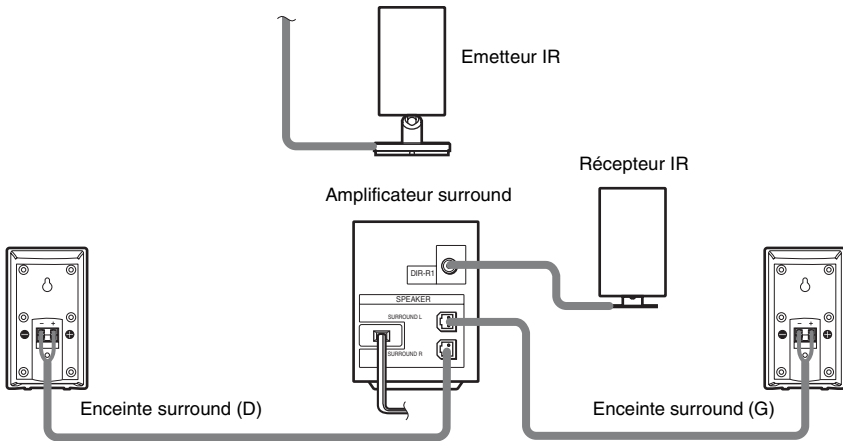 Emetteur IR
Récepteur IR
Amplificateur surround
DIR-R1
SPEAKER
SURROUND L
SURROUND R
– +
– +
Enceinte surround (D)
Enceinte surround (G)